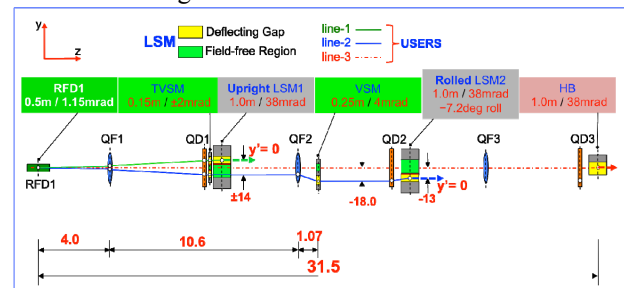 y
z
LSM
Deflecting Gap
Field-free Region
line-1
line-2
line-3
USERS
RFD1
0.5m / 1.15mrad
TVSM
0.15m / ±2mrad
Upright LSM1
1.0m / 38mrad
VSM
0.25m / 4mrad
Rolled LSM2
1.0m / 38mrad
−7.2deg roll
HB
1.0m / 38mrad
QF1
QD1
QF2
QD2
QF3
QD3
y'= 0
y'= 0
RFD1
±14
-18.0
-13
4.0
10.6
1.07
31.5